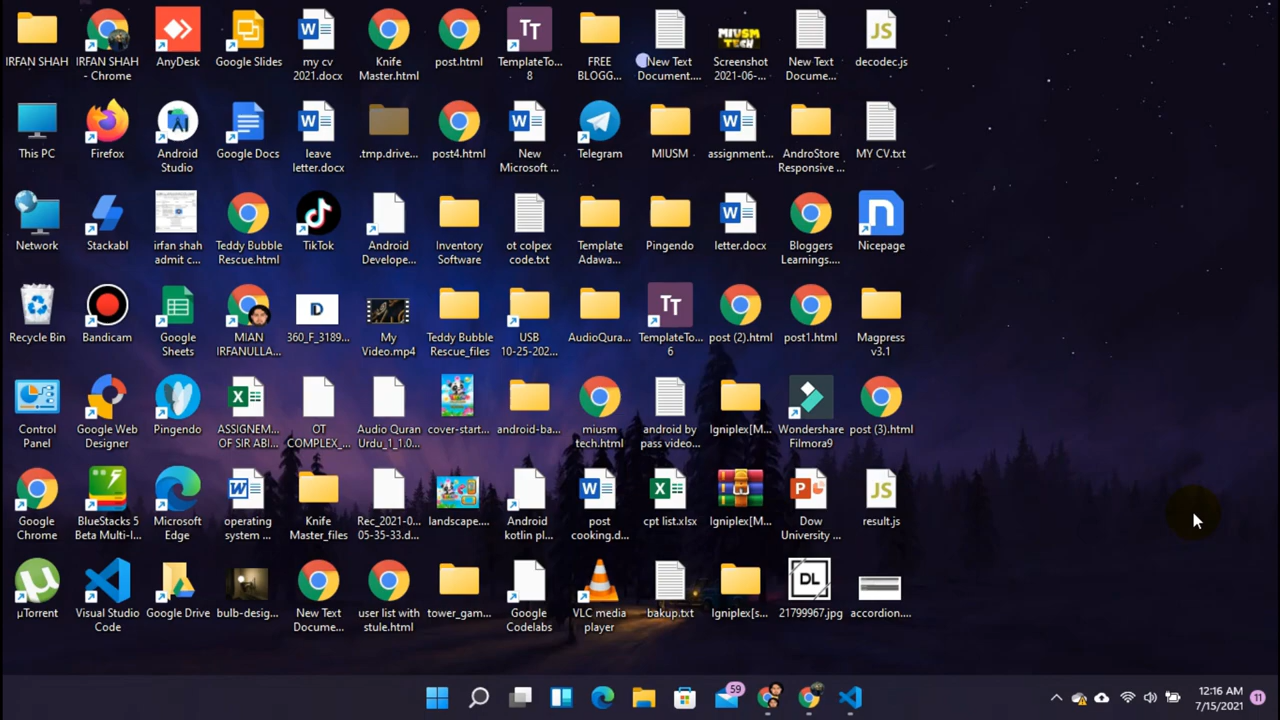 IRFAN SHAH
IRFAN SHAH
- Chrome
AnyDesk
Google Slides
my cv
2021.docx
Knife
Master.html
post.html
TT
TemplateTo...
8
FREE
BLOGG...
New Text
Document....
MIUSM
TECH
Screenshot
2021-06-...
New Text
Docume...
JS
decodec.js
This PC
Firefox
Android
Studio
Google Docs
leave
letter.docx
.tmp.drive...
post4.html
New
Microsoft ...
Telegram
MIUSM
assignment...
AndroStore
Responsive ...
MY CV.txt
Network
Stackabl
irfan shah
admit c...
Teddy Bubble
Rescue.html
TikTok
Android
Develope...
Inventory
Software
ot colpex
code.txt
Template
Adawa...
Pingendo
letter.docx
Bloggers
Learnings....
Nicepage
Recycle Bin
Bandicam
Google
Sheets
MIAN
IRFANULLA...
D
360_F_3189...
My
Video.mp4
Teddy Bubble
Rescue_files
USB
10-25-202...
AudioQura...
TT
TemplateTo...
6
post (2).html
post1.html
Magpress
v3.1
Control
Panel
Google Web
Designer
Pingendo
ASSIGNEM...
OF SIR ABI...
OT
COMPLEX_...
Audio Quran
Urdu_1_1.0...
cover-start...
android-ba...
miusm
tech.html
android by
pass video...
Igniplex[M...
Wondershare
Filmora9
post (3).html
Google
Chrome
BlueStacks 5
Beta Multi-I...
Microsoft
Edge
operating
system ...
Knife
Master_files
Rec_2021-0...
05-35-33.d...
landscape....
Android
kotlin pl...
post
cooking.d...
cpt list.xlsx
Igniplex[M...
Dow
University ...
JS
result.js
µTorrent
Visual Studio
Code
Google Drive
bulb-desig...
New Text
Docume...
user list with
stule.html
tower_gam...
Google
Codelabs
VLC media
player
bakup.txt
Igniplex[s...
DL
21799967.jpg
accordion....
59
12:16 AM
7/15/2021
11